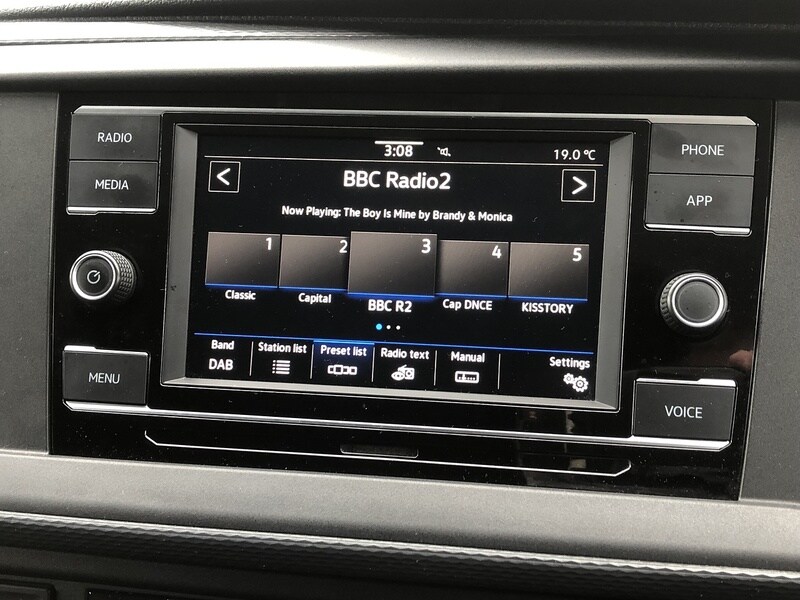 RADIO
MEDIA
MENU
PHONE
APP
VOICE
3:08
19.0 °C
<
BBC Radio2
>
Now Playing: The Boy Is Mine by Brandy & Monica
1 2 3 4 5
Classic Capital BBC R2 Cap DNCE KISSTORY
Band Station list Preset list Radio text Manual Settings
DAB